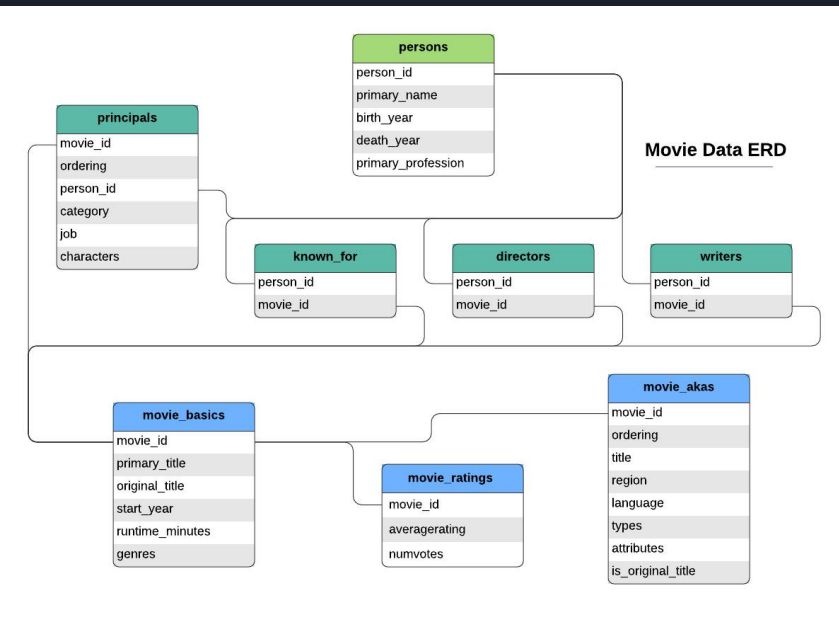 persons
person_id
primary_name
birth_year
death_year
primary_profession
principals
movie_id
ordering
person_id
category
job
characters
Movie Data ERD
known_for
person_id
movie_id
directors
person_id
movie_id
writers
person_id
movie_id
movie_basics
movie_id
primary_title
original_title
start_year
runtime_minutes
genres
movie_ratings
movie_id
averagerating
numvotes
movie_akas
movie_id
ordering
title
region
language
types
attributes
is_original_title